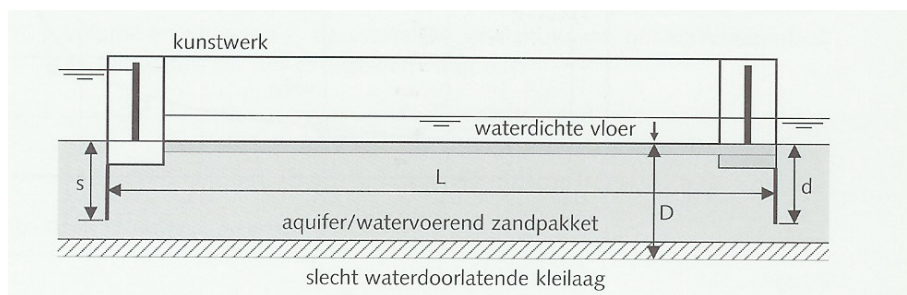 kunstwerk
waterdichte vloer
s
L
d
D
aquifer/watervoerend zandpakket
slecht waterdoorlatende kleilaag